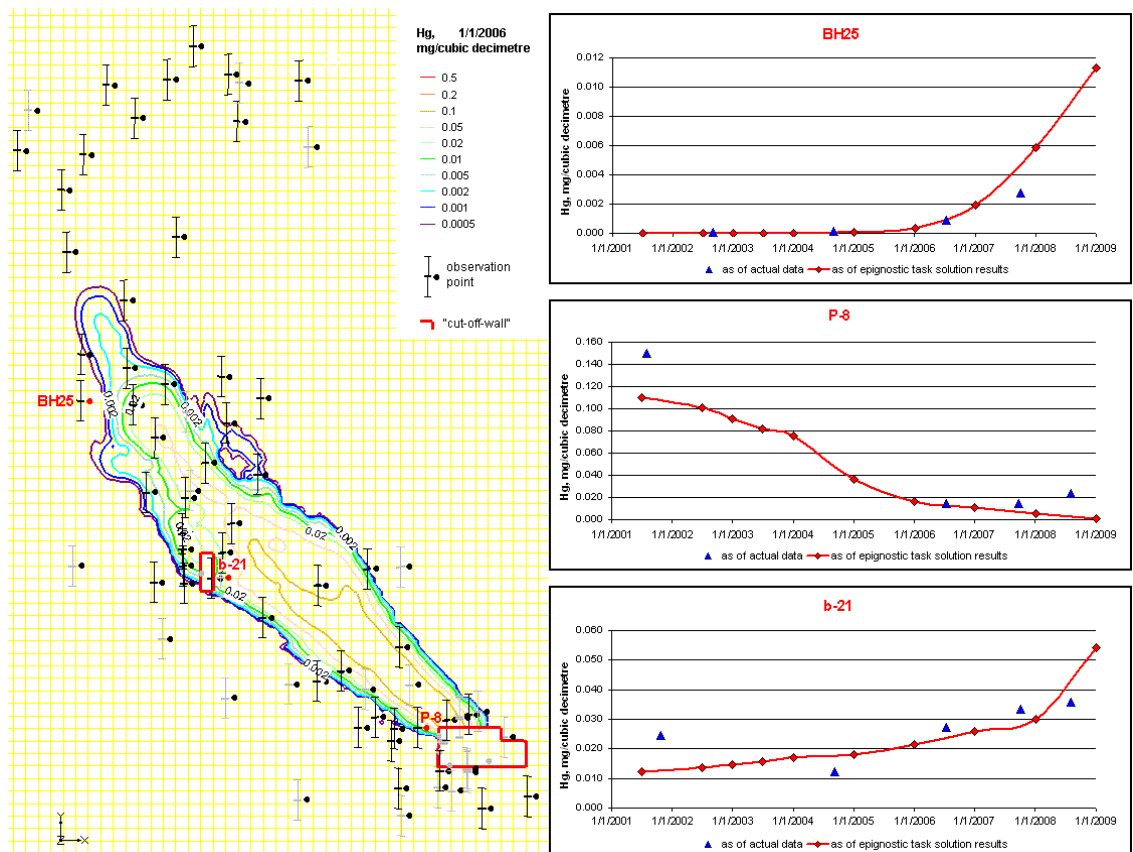 Hg, 1/1/2006
mg/cubic decimetre
0.5
0.2
0.1
0.05
0.02
0.01
0.005
0.002
0.001
0.0005
observation
point
"cut-off-wall"
BH25
0.002
0.02
0.002
0.02
0.002
0.02
b-21
0.02
0.002
P-8
Y
X
Z
BH25
Hg, mg/cubic decimetre
0.012
0.010
0.008
0.006
0.004
0.002
0.000
1/1/2001 1/1/2002 1/1/2003 1/1/2004 1/1/2005 1/1/2006 1/1/2007 1/1/2008 1/1/2009
as of actual data as of epignostic task solution results
P-8
Hg, mg/cubic decimetre
0.160
0.140
0.120
0.100
0.080
0.060
0.040
0.020
0.000
1/1/2001 1/1/2002 1/1/2003 1/1/2004 1/1/2005 1/1/2006 1/1/2007 1/1/2008 1/1/2009
as of actual data as of epignostic task solution results
b-21
Hg, mg/cubic decimetre
0.060
0.050
0.040
0.030
0.020
0.010
0.000
1/1/2001 1/1/2002 1/1/2003 1/1/2004 1/1/2005 1/1/2006 1/1/2007 1/1/2008 1/1/2009
as of actual data as of epignostic task solution results